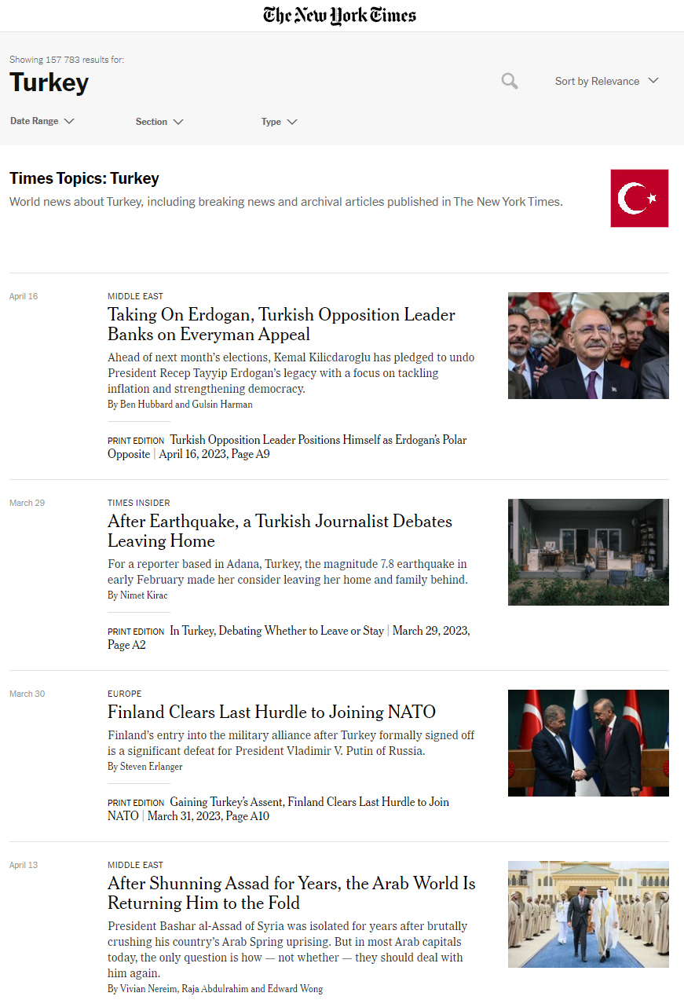 The New York Times
Showing 157 783 results for:
Turkey
Sort by Relevance
Date Range
Section
Type
Times Topics: Turkey
World news about Turkey, including breaking news and archival articles published in The New York Times.
April 16
MIDDLE EAST
Taking On Erdogan, Turkish Opposition Leader
Banks on Everyman Appeal
Ahead of next month's elections, Kemal Kilicdaroglu has pledged to undo
President Recep Tayyip Erdogan's legacy with a focus on tackling
inflation and strengthening democracy.
By Ben Hubbard and Gulsin Harman
PRINT EDITION Turkish Opposition Leader Positions Himself as Erdogan's Polar
Opposite | April 16, 2023, Page A9
March 29
TIMES INSIDER
After Earthquake, a Turkish Journalist Debates
Leaving Home
For a reporter based in Adana, Turkey, the magnitude 7.8 earthquake in
early February made her consider leaving her home and family behind.
By Nimet Kirac
PRINT EDITION In Turkey, Debating Whether to Leave or Stay | March 29, 2023,
Page A2
March 30
EUROPE
Finland Clears Last Hurdle to Joining NATO
Finland's entry into the military alliance after Turkey formally signed off
is a significant defeat for President Vladimir V. Putin of Russia.
By Steven Erlanger
PRINT EDITION Gaining Turkey's Assent, Finland Clears Last Hurdle to Join
NATO | March 31, 2023, Page A10
April 13
MIDDLE EAST
After Shunning Assad for Years, the Arab World Is
Returning Him to the Fold
President Bashar al-Assad of Syria was isolated for years after brutally
crushing his country's Arab Spring uprising. But in most Arab capitals
today, the only question is how — not whether — they should deal with
him again.
By Vivian Nereim, Raja Abdulrahim and Edward Wong